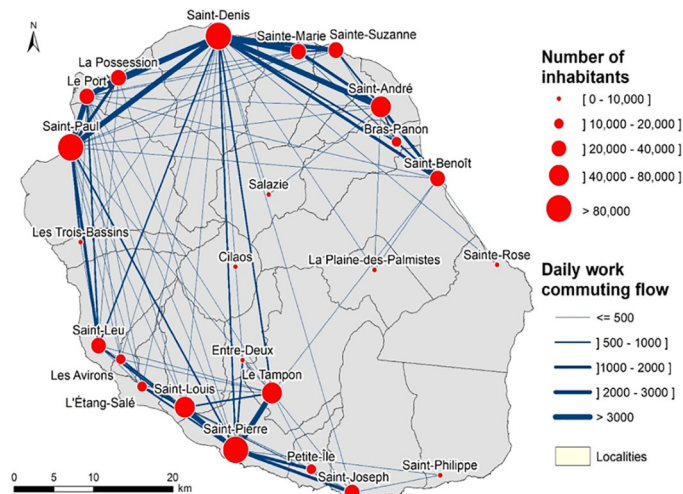 Saint-Denis
Sainte-Marie
Sainte-Suzanne
La Possession
Le Port
Saint-André
Saint-Paul
Bras-Panon
Saint-Benoît
Salazie
Les Trois-Bassins
Cilaos
La Plaine-des-Palmistes
Sainte-Rose
Saint-Leu
Entre-Deux
Les Avirons
Le Tampon
L'Étang-Salé
Saint-Louis
Saint-Pierre
Petite-Île
Saint-Philippe
Saint-Joseph
N
0 5 10 20
km
Number of
inhabitants
[ 0 - 10,000 ]
] 10,000 - 20,000 ]
] 20,000 - 40,000 ]
] 40,000 - 80,000 ]
> 80,000
Daily work
commuting flow
<= 500
] 500 - 1000 ]
]1000 - 2000 ]
]2000 - 3000 ]
> 3000
Localities